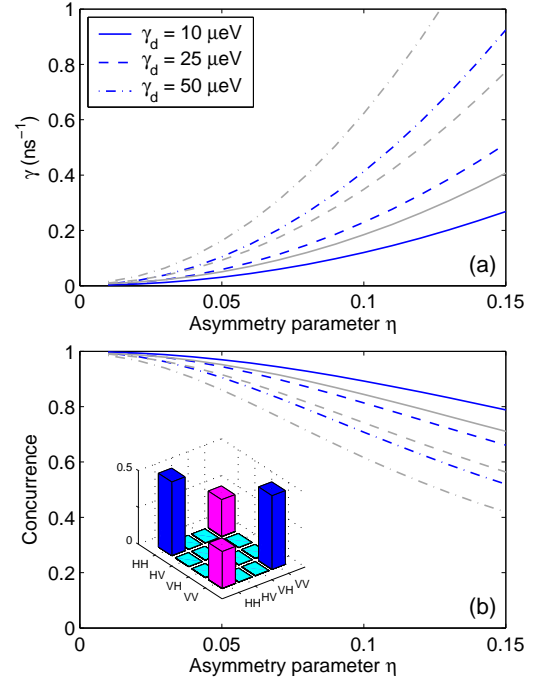 1
0.8
0.6
0.4
0.2
0
γ (ns⁻¹)
γ_d = 10 μeV
γ_d = 25 μeV
γ_d = 50 μeV
(a)
0 0.05 0.1 0.15
Asymmetry parameter η
1
0.8
0.6
0.4
0.2
0
Concurrence
0.5
0
HH
HV
VH
VV
HH
HV
VH
VV
(b)
0 0.05 0.1 0.15
Asymmetry parameter η